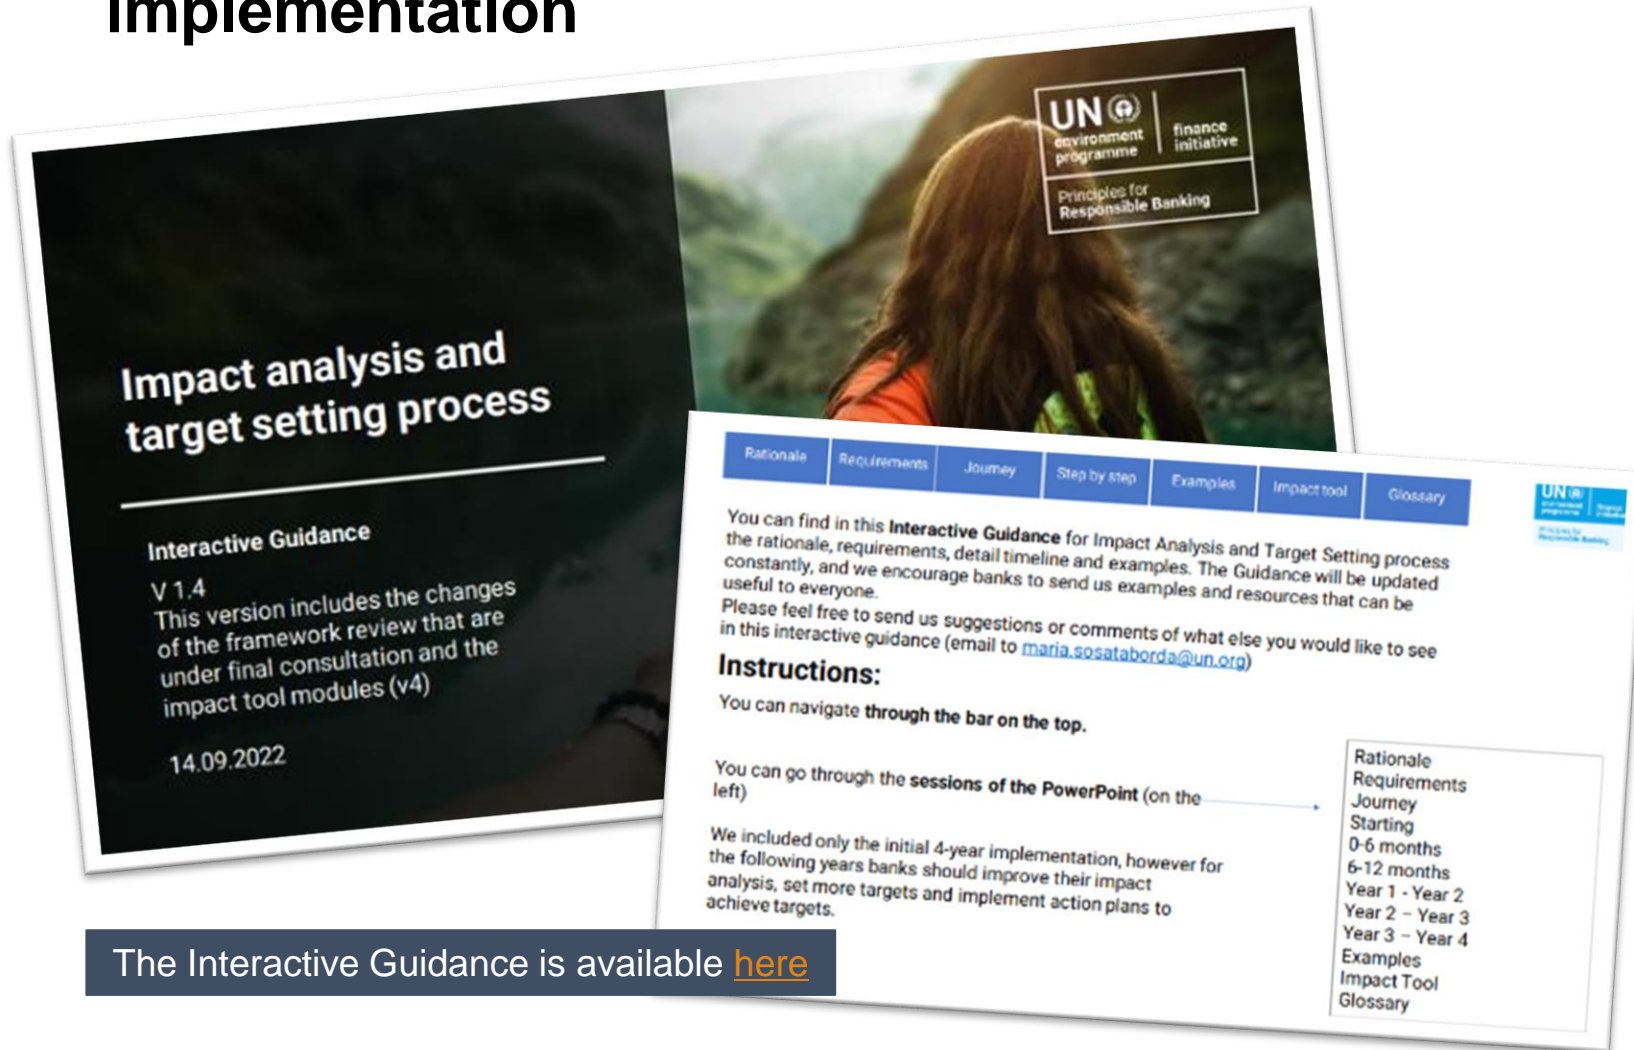 Implementation
UN
environment
programme
finance
initiative
Principles for
Responsible Banking
Impact analysis and
target setting process
Interactive Guidance
V 1.4
This version includes the changes
of the framework review that are
under final consultation and the
impact tool modules (v4)
14.09.2022
Rationale Requirements Journey Step by step Examples Impact tool Glossary
UN
environment
programme
finance
initiative
Principles for
Responsible Banking
You can find in this Interactive Guidance for Impact Analysis and Target Setting process
the rationale, requirements, detail timeline and examples. The Guidance will be updated
constantly, and we encourage banks to send us examples and resources that can be
useful to everyone.
Please feel free to send us suggestions or comments of what else you would like to see
in this interactive guidance (email to maria.sosataborda@un.org)
Instructions:
You can navigate through the bar on the top.
You can go through the sessions of the PowerPoint (on the
left)
We included only the initial 4-year implementation, however for
the following years banks should improve their impact
analysis, set more targets and implement action plans to
achieve targets.
Rationale
Requirements
Journey
Starting
0-6 months
6-12 months
Year 1 - Year 2
Year 2 – Year 3
Year 3 – Year 4
Examples
Impact Tool
Glossary
The Interactive Guidance is available here